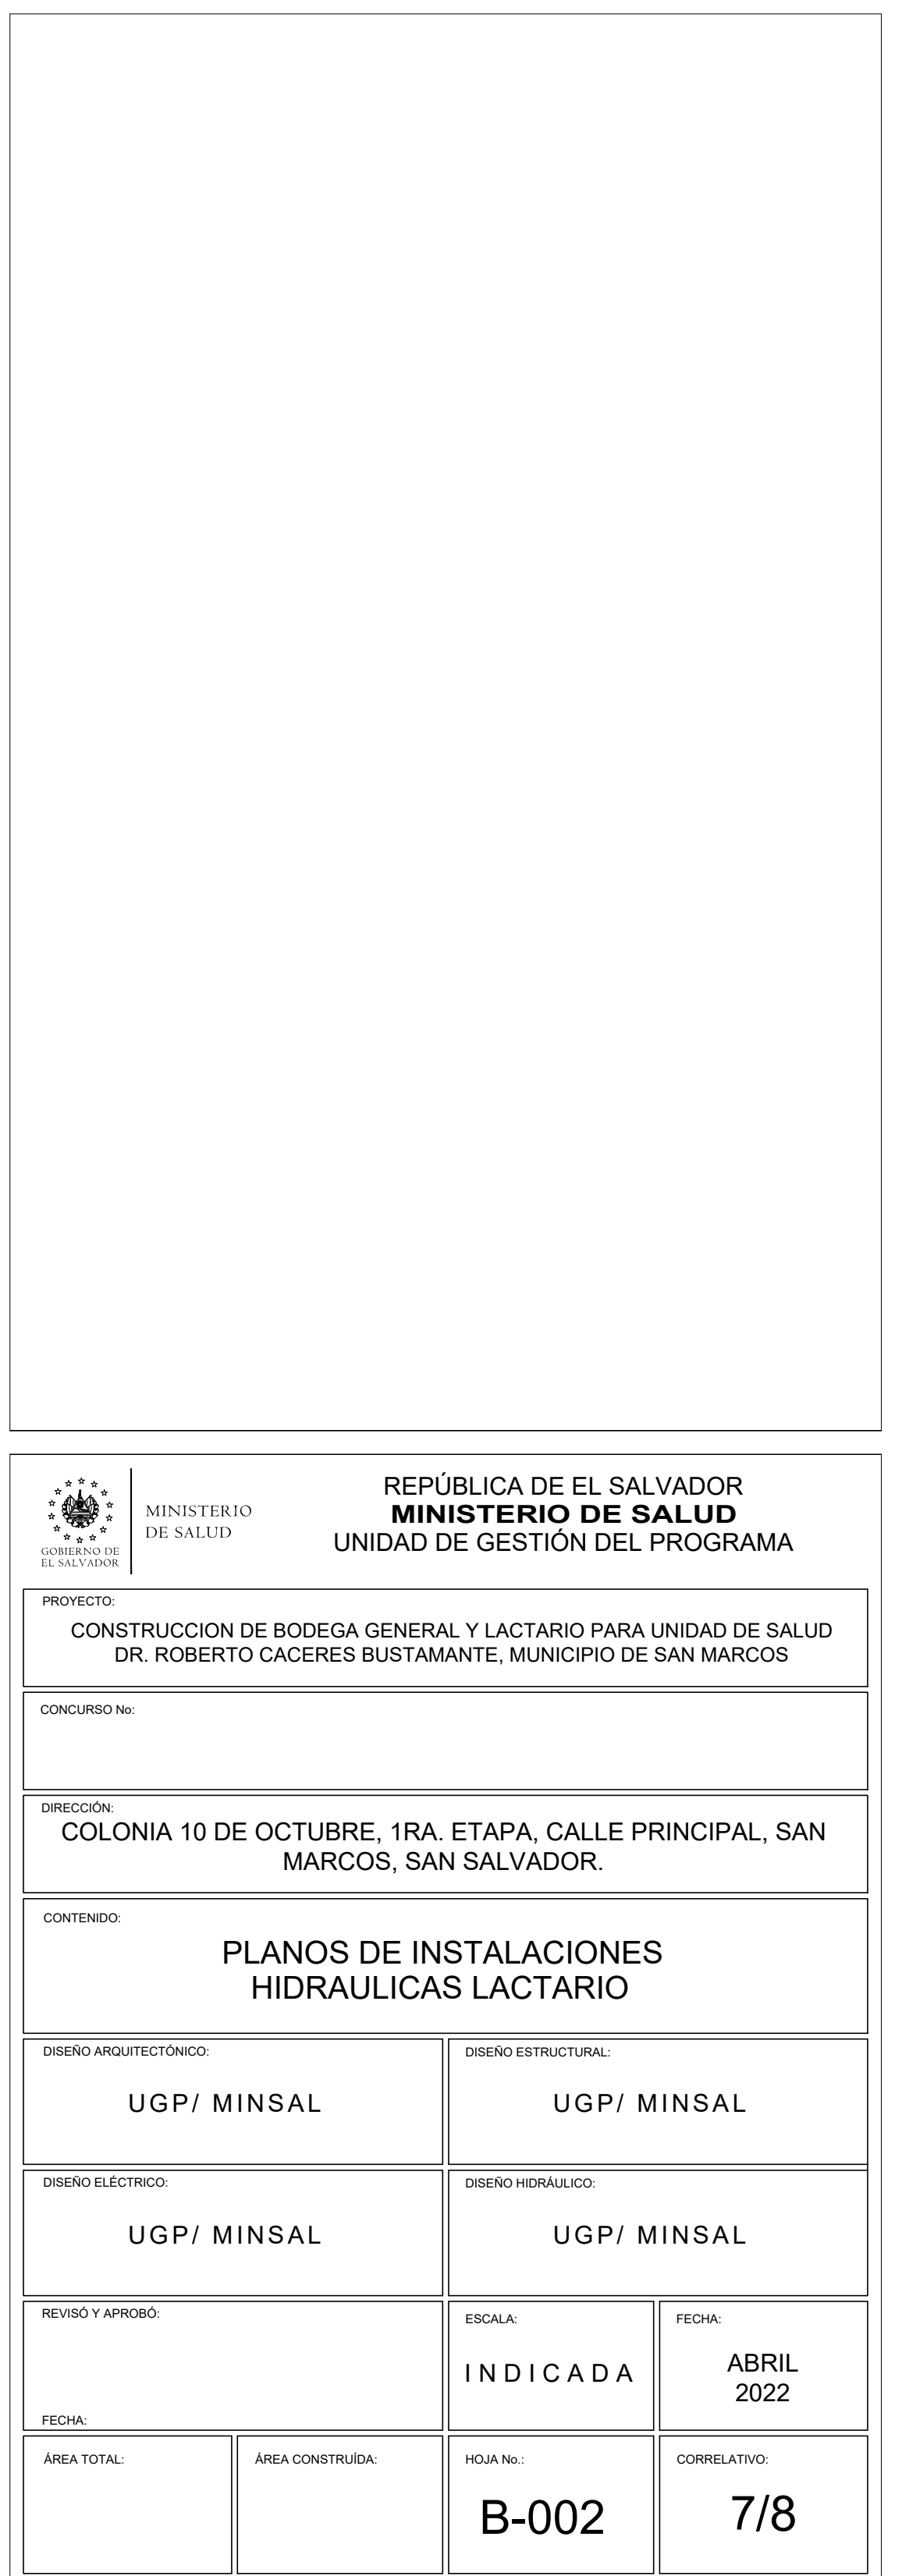 GOBIERNO DE
EL SALVADOR
MINISTERIO
DE SALUD
REPÚBLICA DE EL SALVADOR
MINISTERIO DE SALUD
UNIDAD DE GESTIÓN DEL PROGRAMA
PROYECTO:
CONSTRUCCION DE BODEGA GENERAL Y LACTARIO PARA UNIDAD DE SALUD
DR. ROBERTO CACERES BUSTAMANTE, MUNICIPIO DE SAN MARCOS
CONCURSO No:
DIRECCIÓN:
COLONIA 10 DE OCTUBRE, 1RA. ETAPA, CALLE PRINCIPAL, SAN
MARCOS, SAN SALVADOR.
CONTENIDO:
PLANOS DE INSTALACIONES
HIDRAULICAS LACTARIO
DISEÑO ARQUITECTÓNICO:
UGP/ MINSAL
DISEÑO ESTRUCTURAL:
UGP/ MINSAL
DISEÑO ELÉCTRICO:
UGP/ MINSAL
DISEÑO HIDRÁULICO:
UGP/ MINSAL
REVISÓ Y APROBÓ:
FECHA:
ESCALA:
INDICADA
FECHA:
ABRIL
2022
ÁREA TOTAL:
ÁREA CONSTRUÍDA:
HOJA No.:
B-002
CORRELATIVO:
7/8